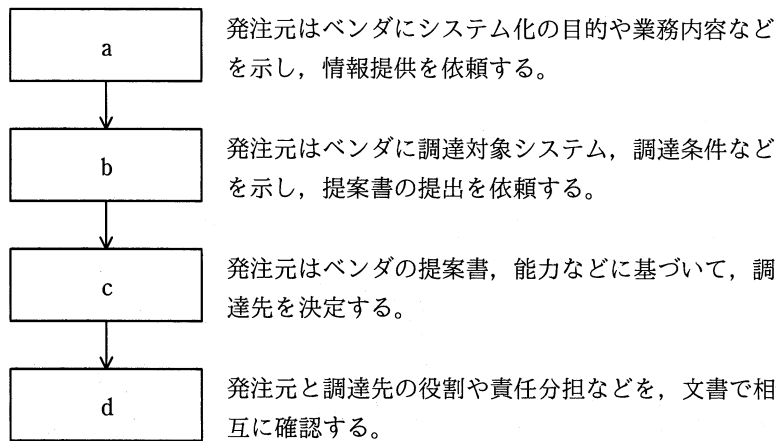 a
発注元はベンダにシステム化の目的や業務内容など
を示し，情報提供を依頼する。
b
発注元はベンダに調達対象システム，調達条件など
を示し，提案書の提出を依頼する。
c
発注元はベンダの提案書，能力などに基づいて，調
達先を決定する。
d
発注元と調達先の役割や責任分担などを，文書で相
互に確認する。